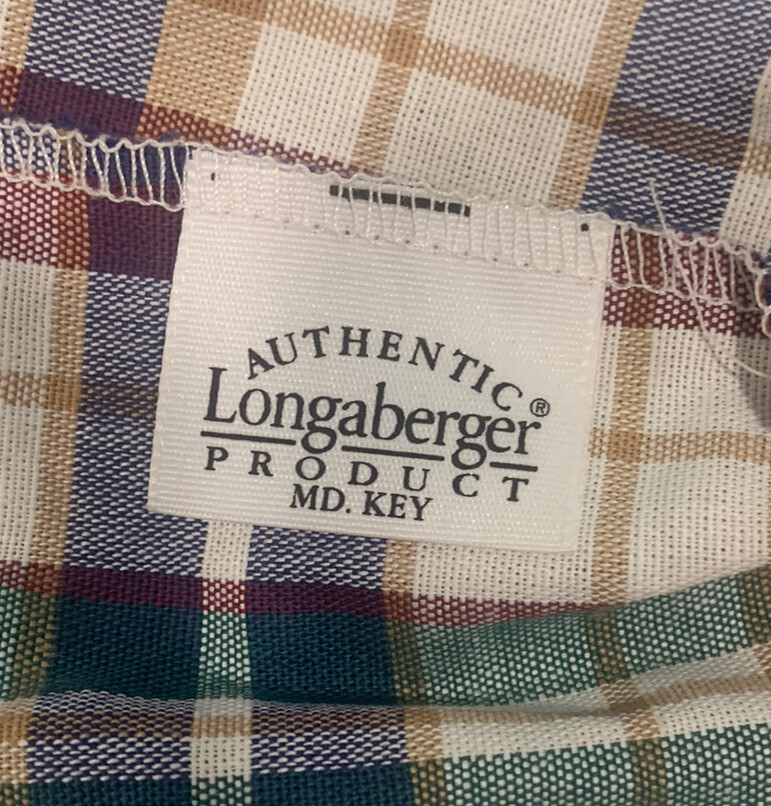 AUTHENTIC
Longaberger®
PRODUCT
MD. KEY